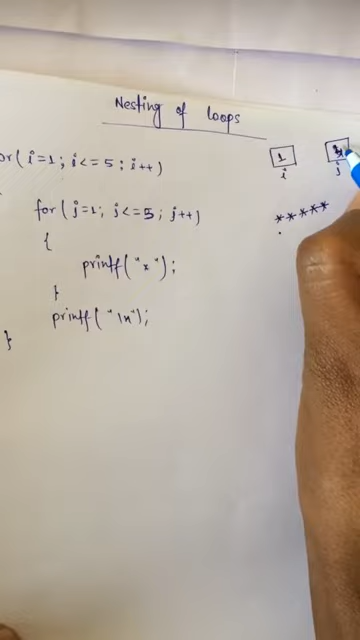 Nesting of loops
or(i=1; i<=5; i++)
1
i
j
for(j=1; j<=5; j++)
*****
{
printf("*");
}
printf("\n");
}